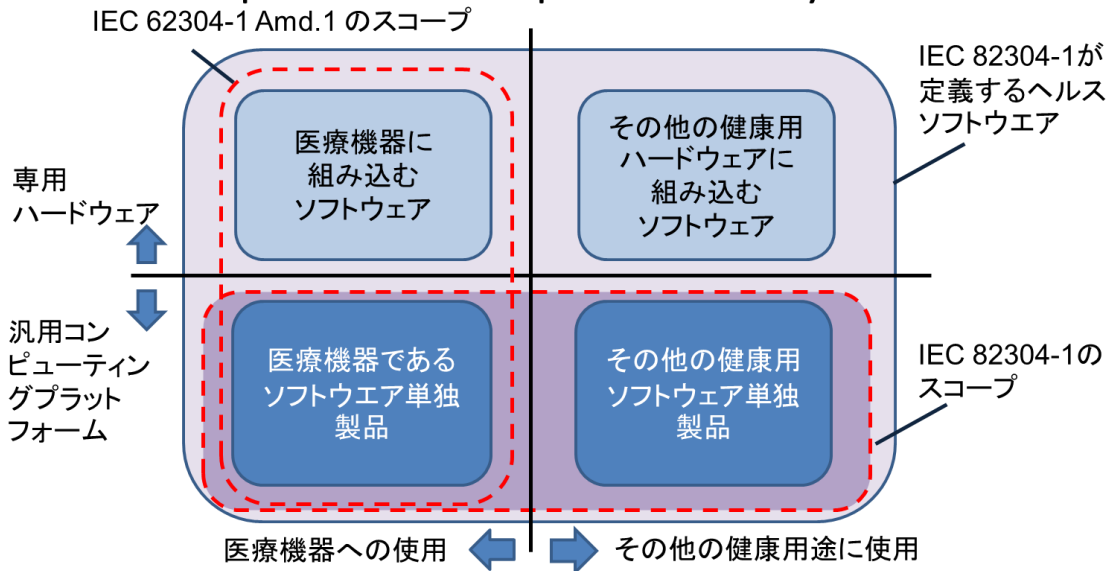 IEC 62304-1 Amd.1 のスコープ
IEC 82304-1が
定義するヘルス
ソフトウエア
医療機器に
組み込む
ソフトウェア
その他の健康用
ハードウェアに
組み込む
ソフトウェア
専用
ハードウェア
汎用コン
ピューティン
グプラット
フォーム
医療機器である
ソフトウエア単独
製品
その他の健康用
ソフトウェア単独
製品
IEC 82304-1の
スコープ
医療機器への使用
その他の健康用途に使用